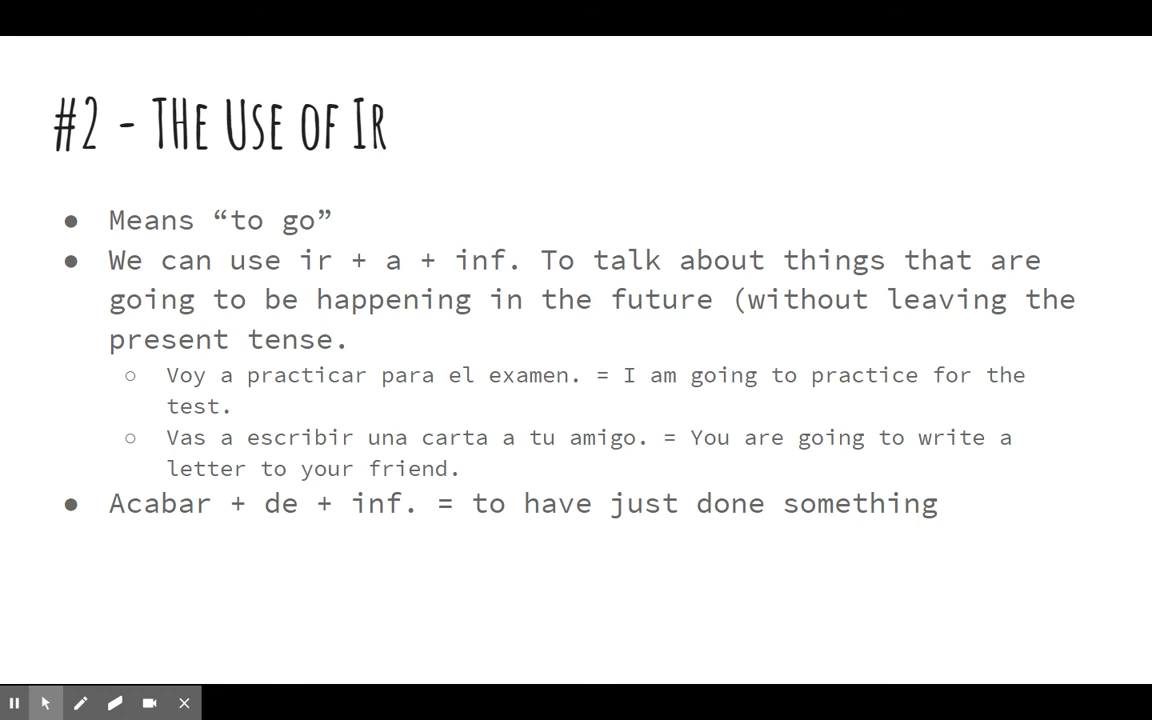 #2 - The Use of Ir
● Means “to go”
● We can use ir + a + inf. To talk about things that are
going to be happening in the future (without leaving the
present tense.
○ Voy a practicar para el examen. = I am going to practice for the
test.
○ Vas a escribir una carta a tu amigo. = You are going to write a
letter to your friend.
● Acabar + de + inf. = to have just done something